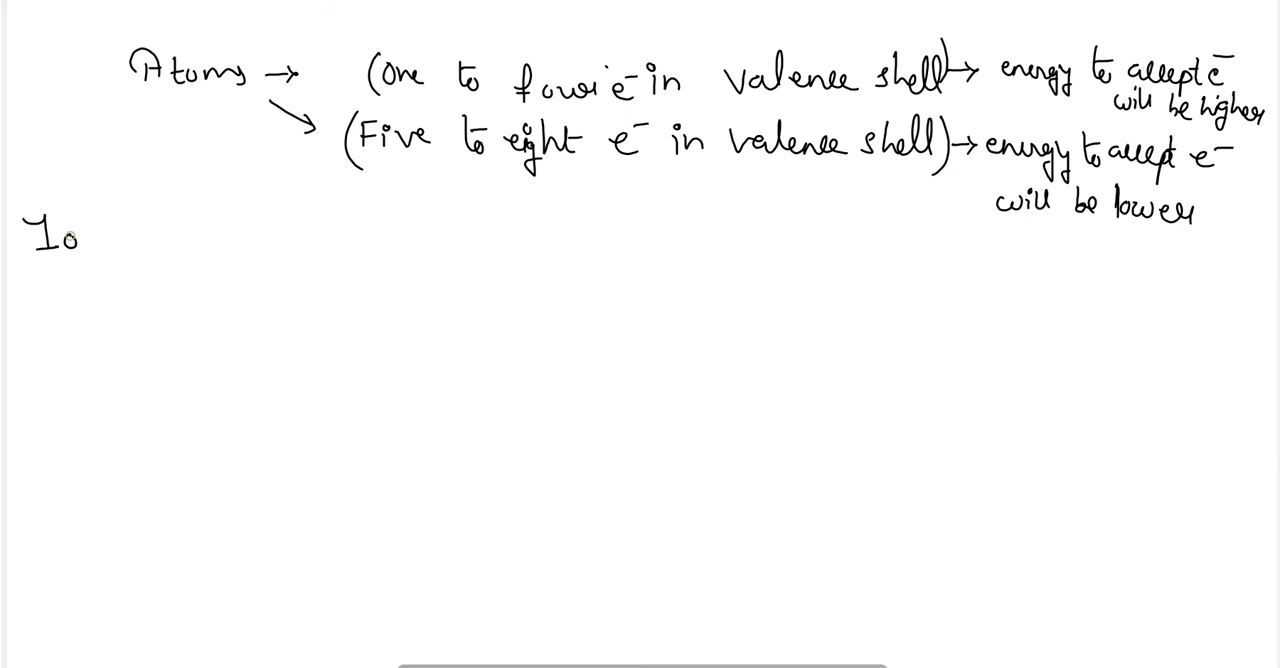 Atoms → (One to four e⁻ in valence shell) → energy to accept e⁻
will be higher
(Five to eight e⁻ in valence shell) → energy to accept e⁻
will be lower
Io